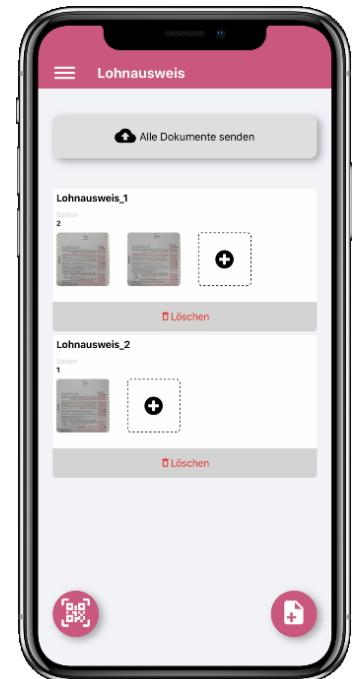 Lohnausweis
Alle Dokumente senden
Lohnausweis_1
Seiten
2
Löschen
Lohnausweis_2
Seiten
1
Löschen